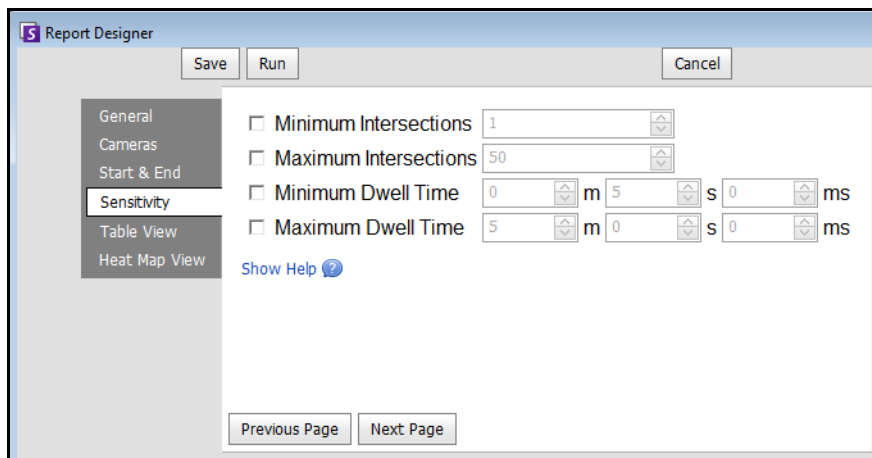 S Report Designer
Save Run Cancel
General
Cameras
Start & End
Sensitivity
Table View
Heat Map View
Minimum Intersections 1
Maximum Intersections 50
Minimum Dwell Time 0 m 5 s 0 ms
Maximum Dwell Time 5 m 0 s 0 ms
Show Help ?
Previous Page Next Page